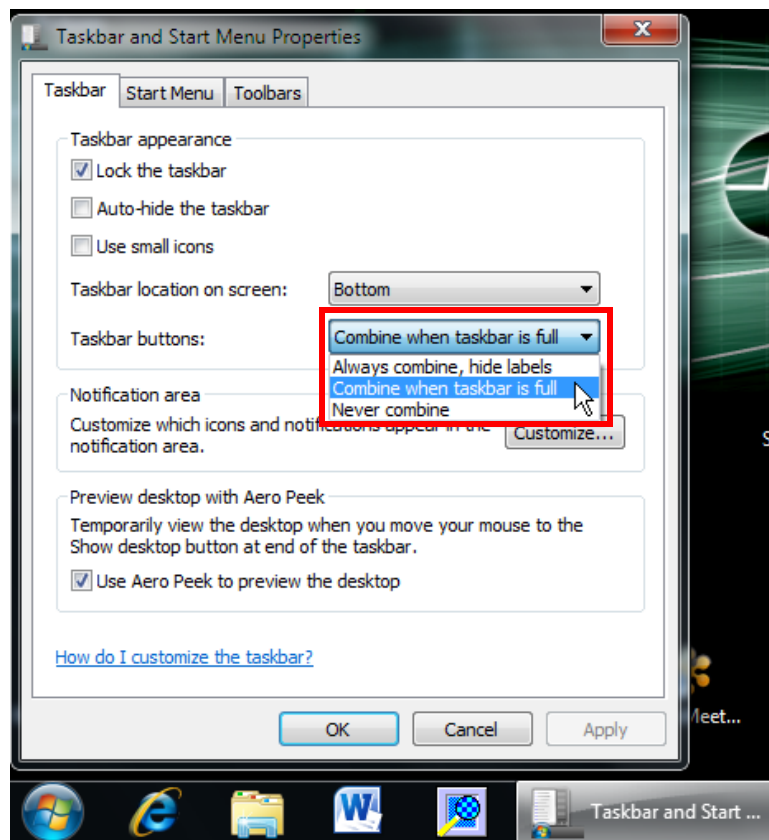 Taskbar and Start Menu Properties
Taskbar
Start Menu
Toolbars
Taskbar appearance
Lock the taskbar
Auto-hide the taskbar
Use small icons
Taskbar location on screen:
Bottom
Taskbar buttons:
Combine when taskbar is full
Always combine, hide labels
Combine when taskbar is full
Never combine
Notification area
Customize which icons and notifications appear in the
notification area.
Customize...
Preview desktop with Aero Peek
Temporarily view the desktop when you move your mouse to the
Show desktop button at end of the taskbar.
Use Aero Peek to preview the desktop
How do I customize the taskbar?
OK
Cancel
Apply
Meet...
W
Taskbar and Start ...